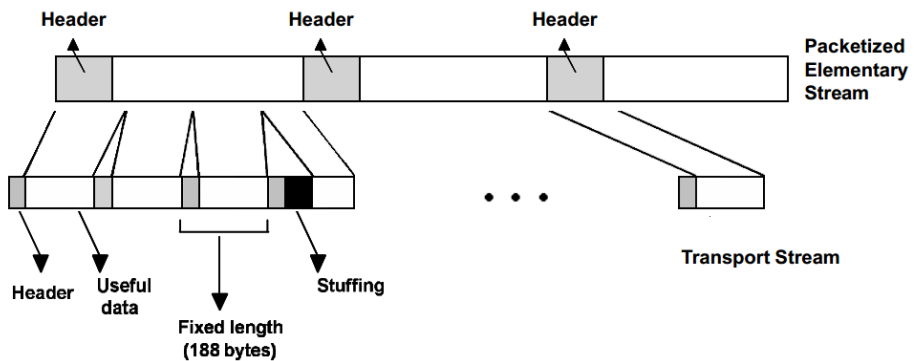 Header
Header
Header
Packetized
Elementary
Stream
Transport Stream
Header
Useful
data
Stuffing
Fixed length
(188 bytes)